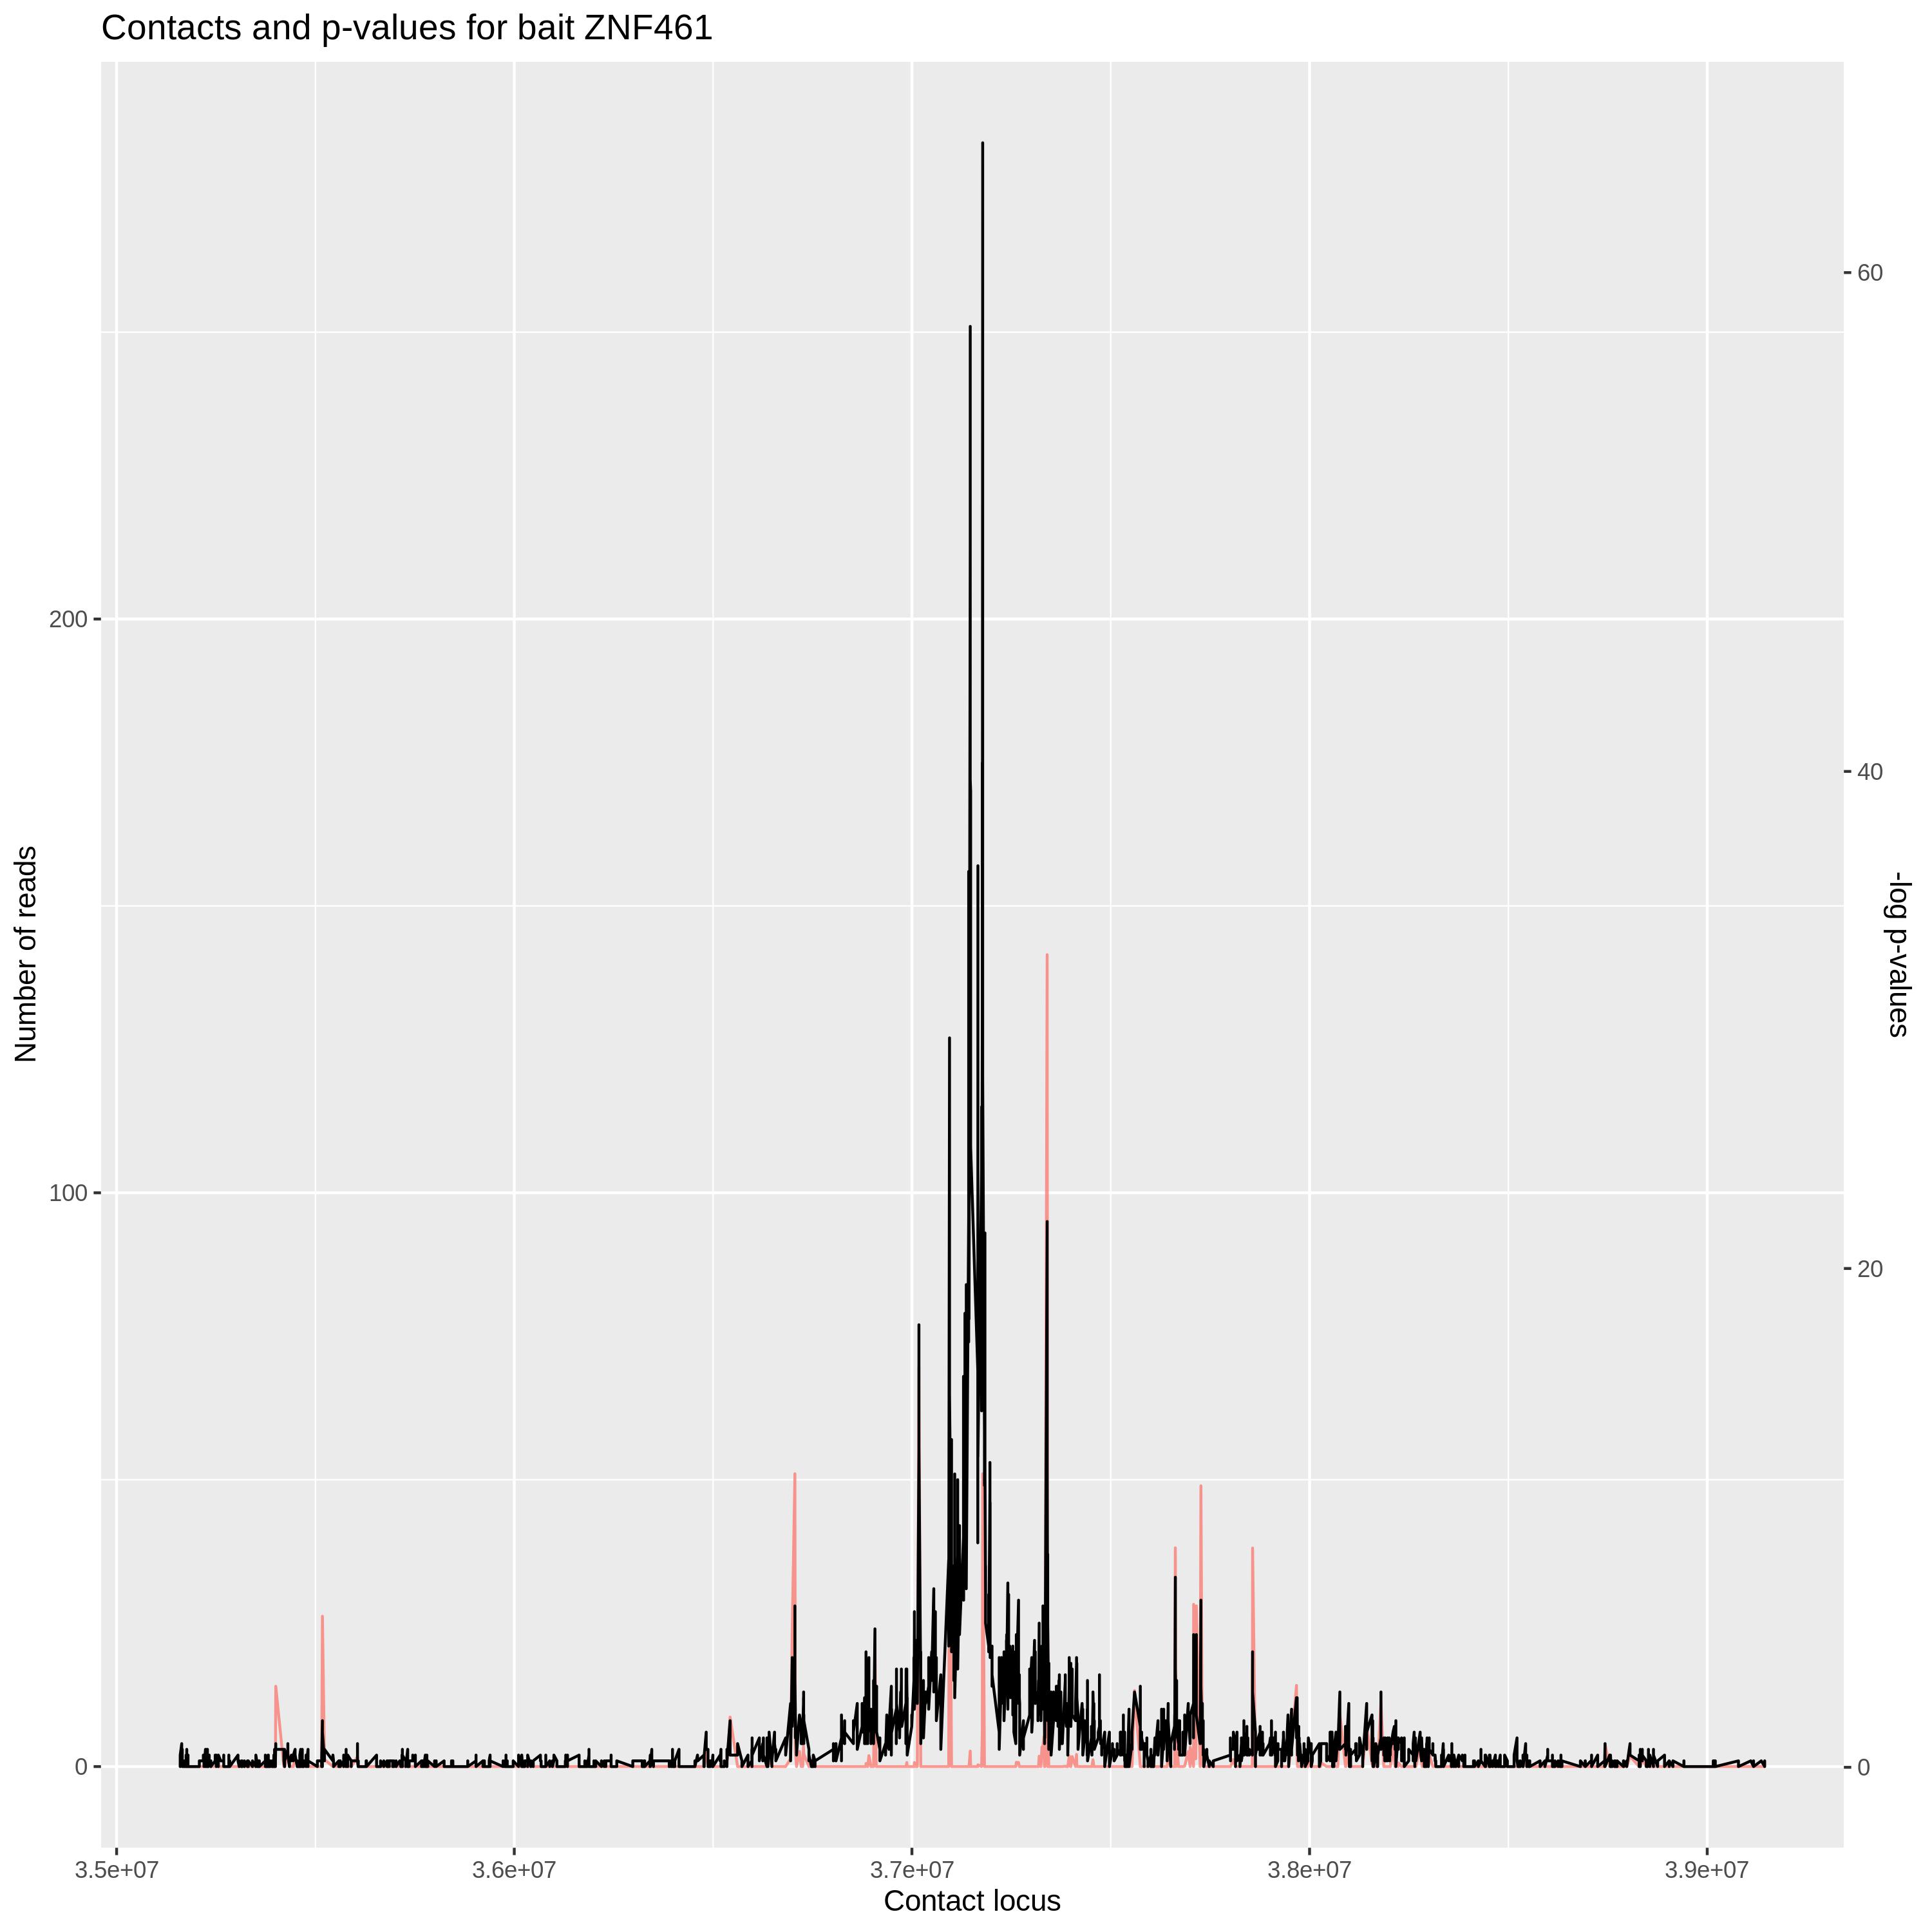 Contacts and p-values for bait ZNF461
Number of reads
200
100
0
60
40
20
0
-log p-values
3.5e+07 3.6e+07 3.7e+07 3.8e+07 3.9e+07
Contact locus